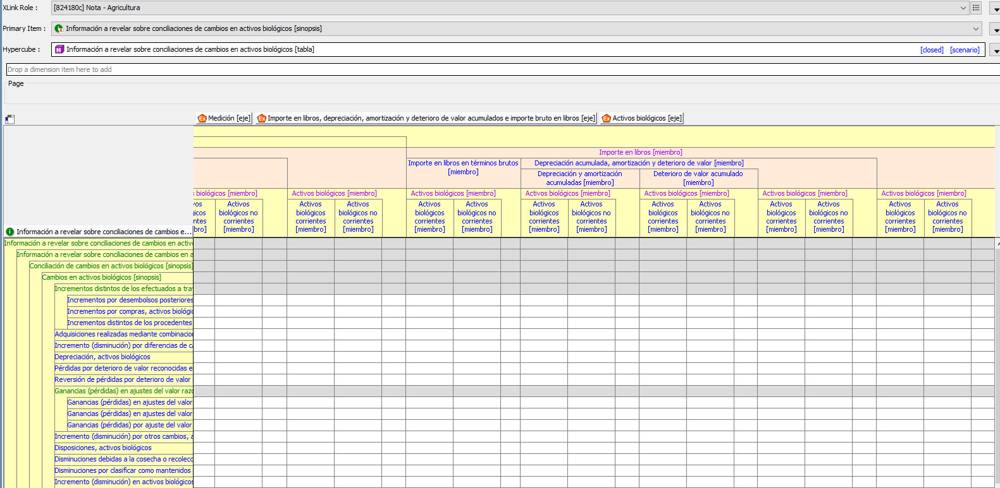 XLink Role :
[824180c] Nota - Agricultura
Primary Item :
Información a revelar sobre conciliaciones de cambios en activos biológicos [sinopsis]
Hypercube :
Información a revelar sobre conciliaciones de cambios en activos biológicos [tabla]
[closed] [scenario]
Drop a dimension item here to add
Page
Medición [eje]
Importe en libros, depreciación, amortización y deterioro de valor acumulados e importe bruto en libros [eje]
Activos biológicos [eje]
Importe en libros [miembro]
Importe en libros en términos brutos
[miembro]
Depreciación acumulada, amortización y deterioro de valor [miembro]
Depreciación y amortización
acumuladas [miembro]
Deterioro de valor acumulado
[miembro]
biológicos [miembro]
Activos biológicos [miembro]
Activos biológicos [miembro]
Activos biológicos [miembro]
Activos biológicos [miembro]
Activos biológicos [miembro]
Activos biológicos [miembro]
Activos
biológicos no
corrientes
[miembro]
Activos
biológicos
corrientes
[miembro]
Activos
biológicos no
corrientes
[miembro]
Activos
biológicos
corrientes
[miembro]
Activos
biológicos no
corrientes
[miembro]
Activos
biológicos
corrientes
[miembro]
Activos
biológicos no
corrientes
[miembro]
Activos
biológicos
corrientes
[miembro]
Activos
biológicos no
corrientes
[miembro]
Activos
biológicos
corrientes
[miembro]
Activos
biológicos no
corrientes
[miembro]
Activos
biológicos
corrientes
[miembro]
Activos
biológicos no
corrientes
[miembro]
Información a revelar sobre conciliaciones de cambios e...
Información a revelar sobre conciliaciones de cambios en active
Información a revelar sobre conciliaciones de cambios en a
Conciliación de cambios en activos biológicos [sinopsis]
Cambios en activos biológicos [sinopsis]
Incrementos distintos de los efectuados a tra
Incrementos por desembolsos posteriores
Incrementos por compras, activos biológic
Incrementos distintos de los procedentes
Adquisiciones realizadas mediante combinacion
Incremento (disminución) por diferencias de ca
Depreciación, activos biológicos
Pérdidas por deterioro de valor reconocidas e
Reversión de pérdidas por deterioro de valor
Ganancias (pérdidas) en ajustes del valor razo
Ganancias (pérdidas) en ajustes del valor
Ganancias (pérdidas) en ajustes del valor
Ganancias (pérdidas) por ajuste del valor
Incremento (disminución) por otros cambios, a
Disposiciones, activos biológicos
Disminuciones debidas a la cosecha o recolecc
Disminuciones por clasificar como mantenidos
Incremento (disminución) en activos biológicos